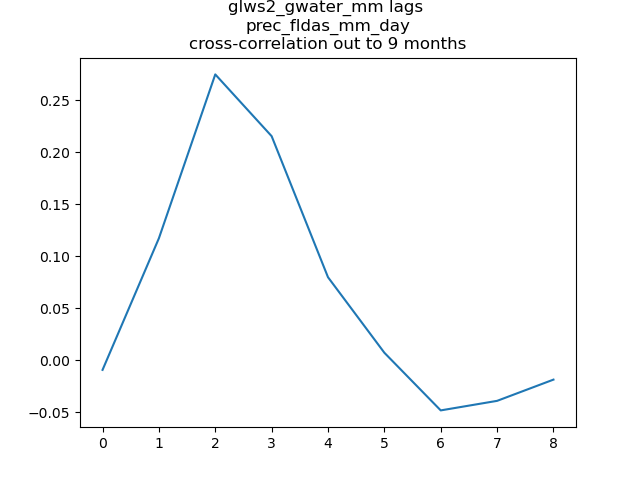 glws2_gwater_mm lags
prec_fldas_mm_day
cross-correlation out to 9 months
0.25
0.20
0.15
0.10
0.05
0.00
−0.05
0 1 2 3 4 5 6 7 8